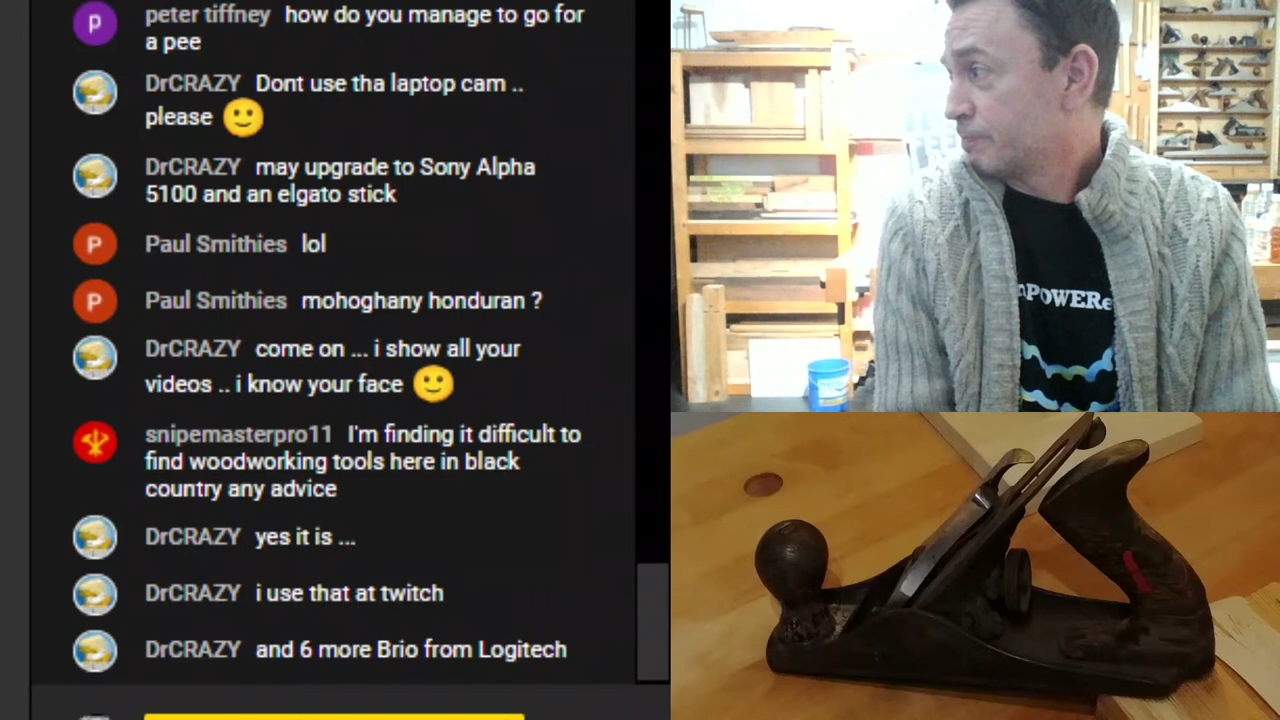 P
peter tiffney how do you manage to go for
a pee
DrCRAZY Dont use tha laptop cam ..
please
DrCRAZY may upgrade to Sony Alpha
5100 and an elgato stick
P
Paul Smithies lol
P
Paul Smithies mohoghany honduran ?
DrCRAZY come on ... i show all your
videos .. i know your face
snipemasterpro11 I'm finding it difficult to
find woodworking tools here in black
country any advice
DrCRAZY yes it is ...
DrCRAZY i use that at twitch
DrCRAZY and 6 more Brio from Logitech
POWERe